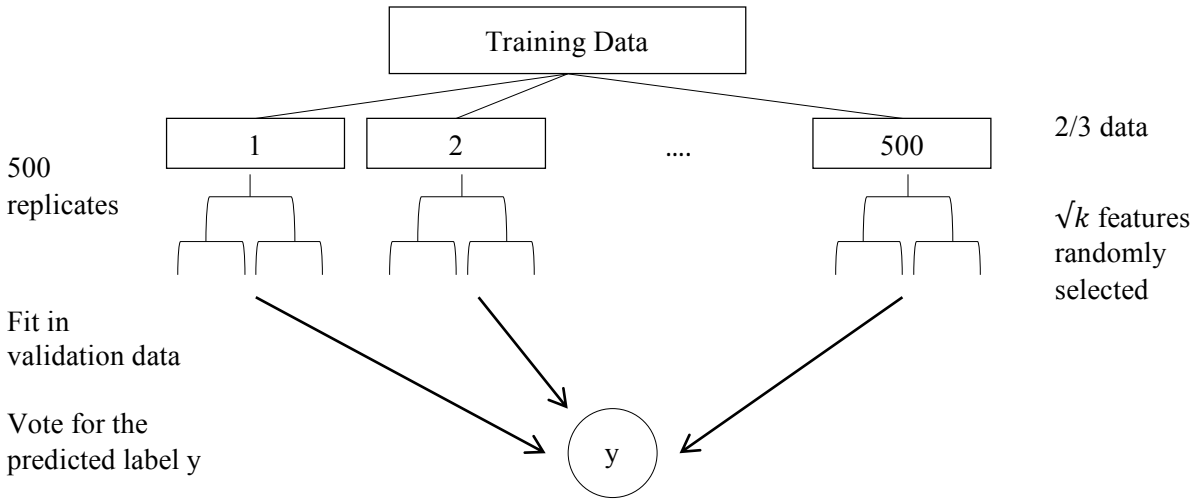 Training Data
1
2
....
500
2/3 data
500
replicates
√k features
randomly
selected
Fit in
validation data
Vote for the
predicted label y
y